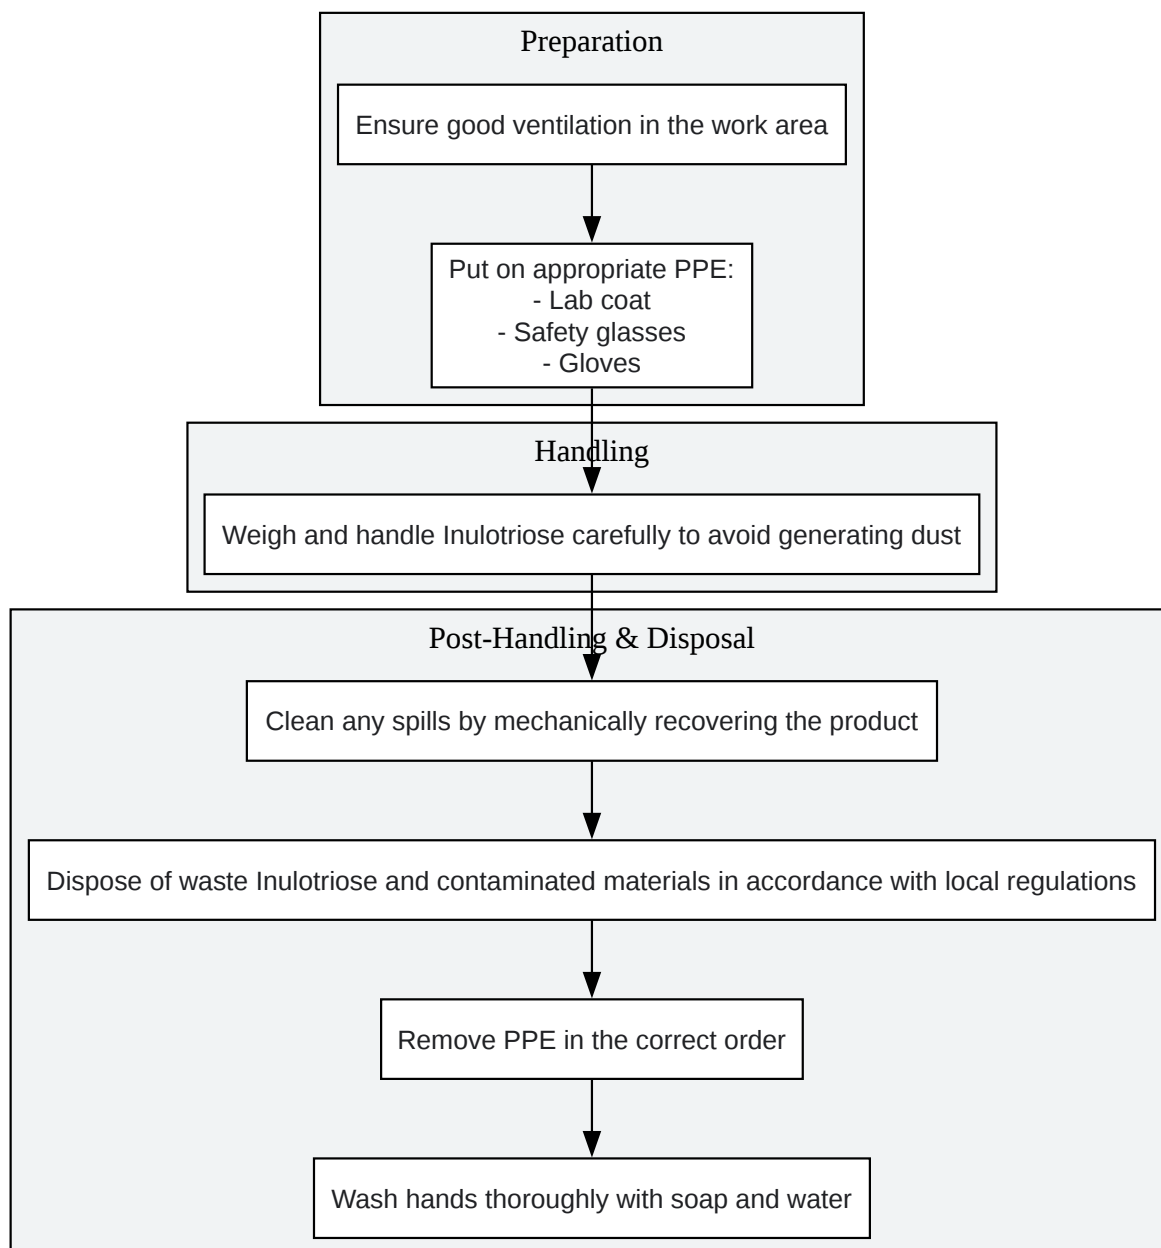 Preparation
Ensure good ventilation in the work area
Put on appropriate PPE:
- Lab coat
- Safety glasses
- Gloves
Handling
Weigh and handle Inulotriose carefully to avoid generating dust
Post-Handling & Disposal
Clean any spills by mechanically recovering the product
Dispose of waste Inulotriose and contaminated materials in accordance with local regulations
Remove PPE in the correct order
Wash hands thoroughly with soap and water